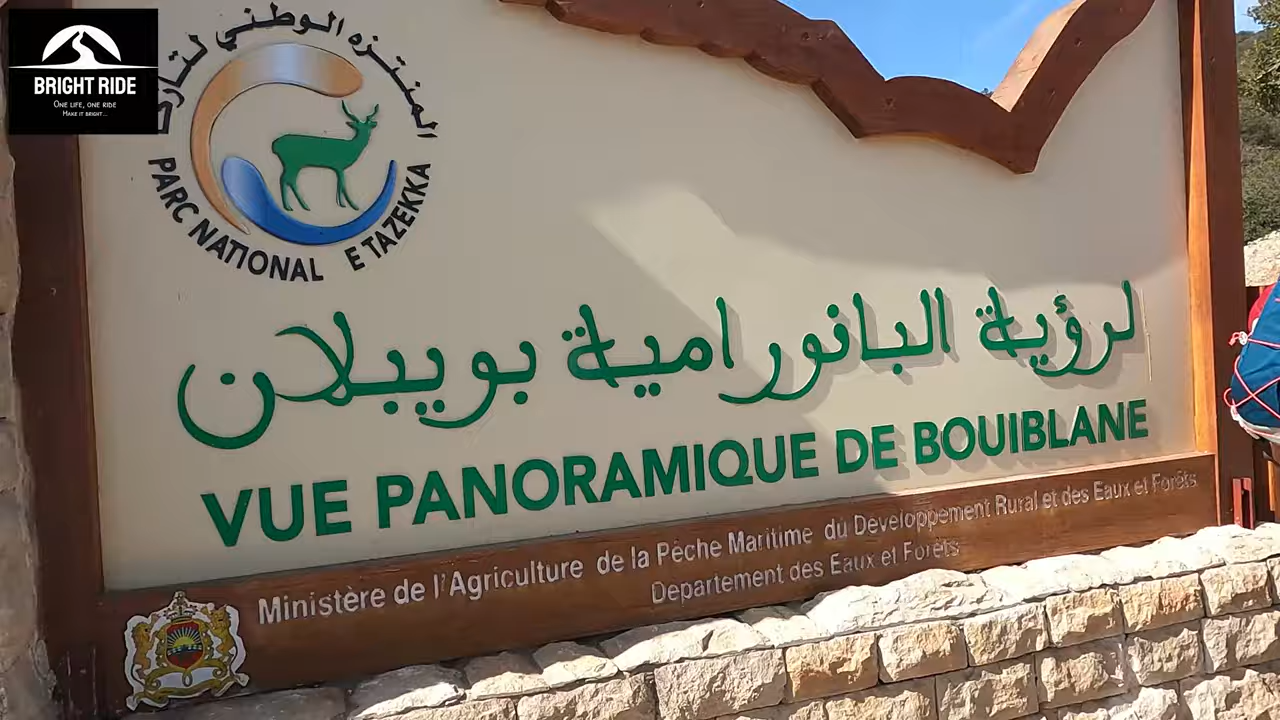 BRIGHT RIDE
ONE LIFE, ONE RIDE
MAKE IT BRIGHT...
المنتزه الوطني لتازكا
PARC NATIONAL E TAZEKKA
لرؤية البانورامية بويبلان
VUE PANORAMIQUE DE BOUIBLANE
Ministère de l'Agriculture de la Pêche Maritime du Developpement Rural et des Eaux et Forêts
Departement des Eaux et Forêts